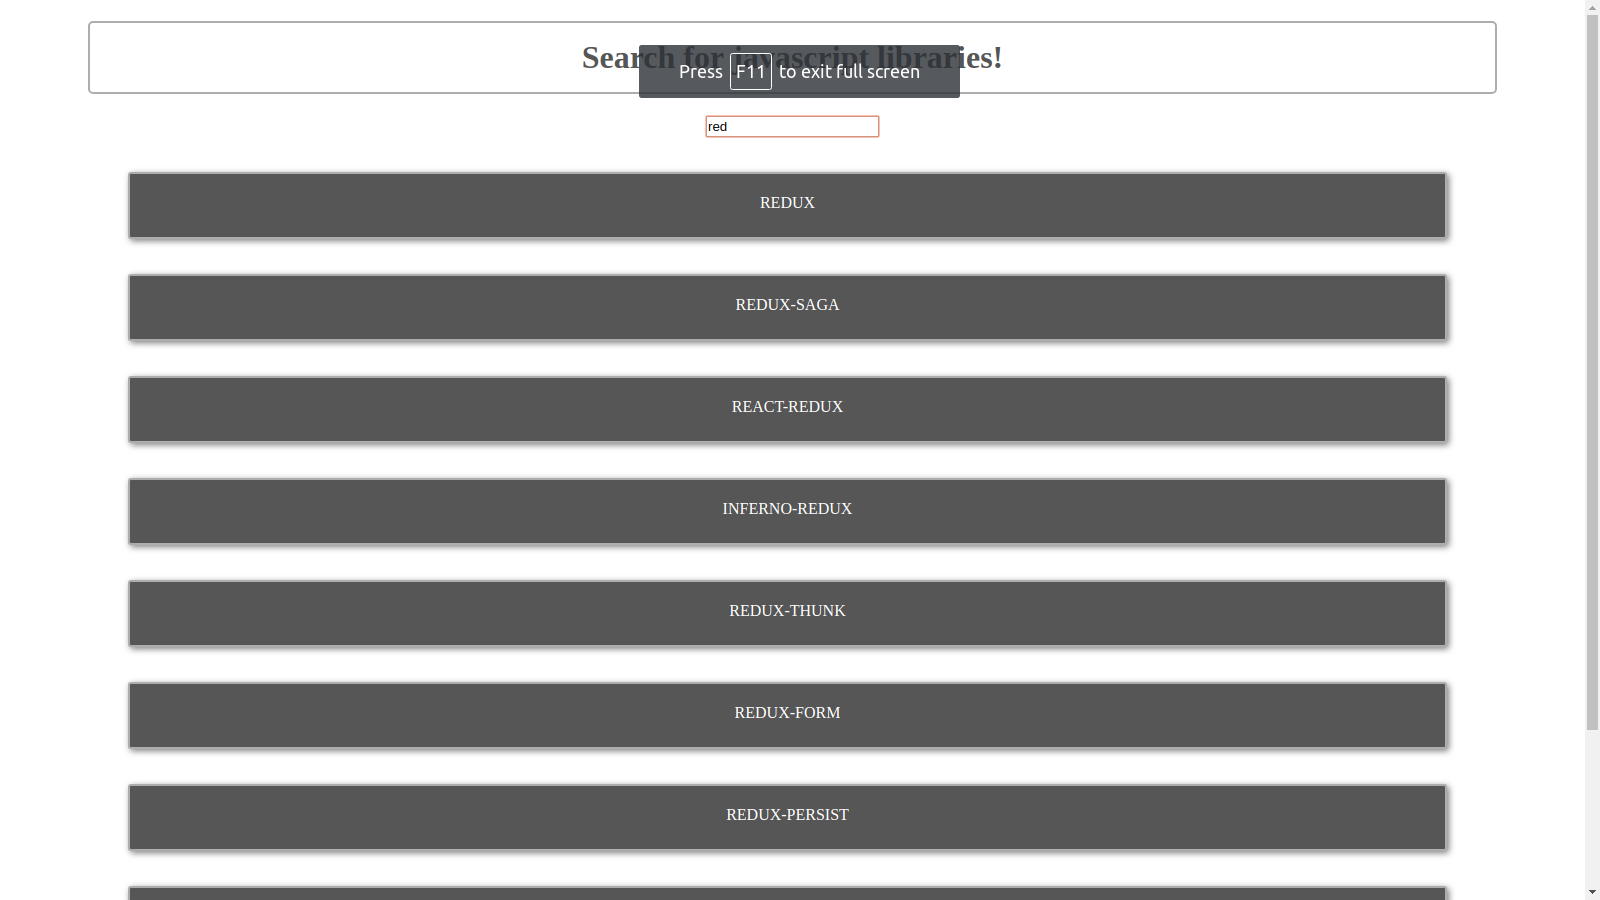 Search for javascript libraries!
Press F11 to exit full screen
red
REDUX
REDUX-SAGA
REACT-REDUX
INFERNO-REDUX
REDUX-THUNK
REDUX-FORM
REDUX-PERSIST